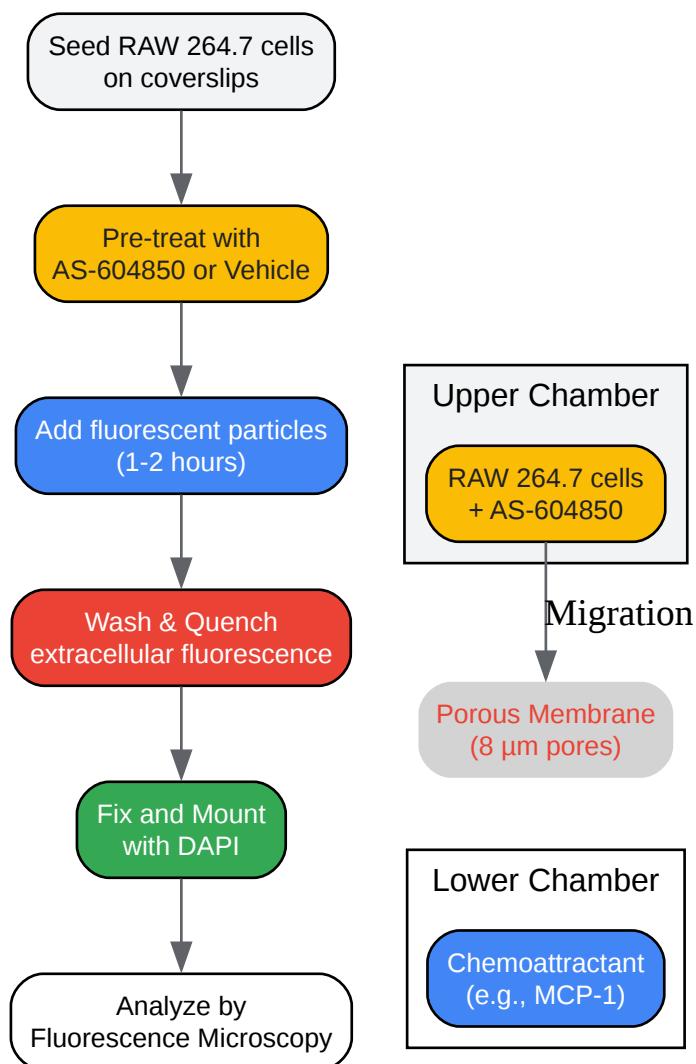 Seed RAW 264.7 cells
on coverslips
Pre-treat with
AS-604850 or Vehicle
Add fluorescent particles
(1-2 hours)
Wash & Quench
extracellular fluorescence
Fix and Mount
with DAPI
Analyze by
Fluorescence Microscopy
Upper Chamber
RAW 264.7 cells
+ AS-604850
Migration
Porous Membrane
(8 µm pores)
Lower Chamber
Chemoattractant
(e.g., MCP-1)